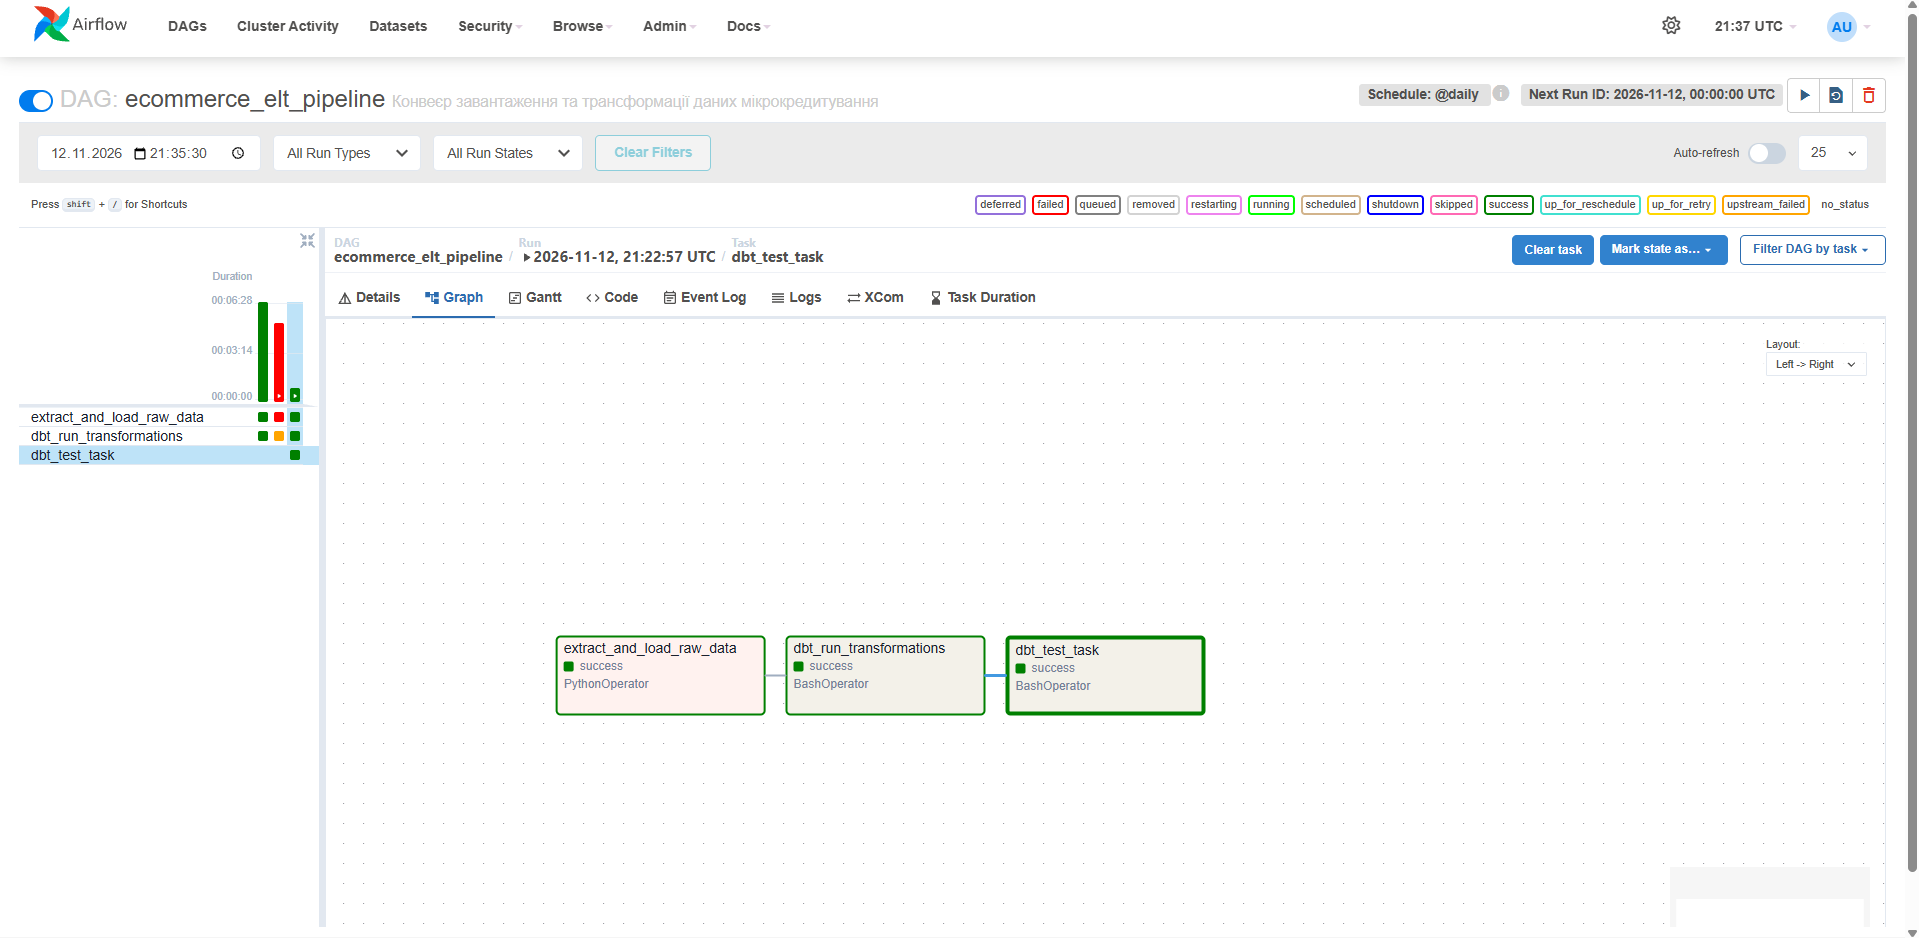 Airflow
DAGs Cluster Activity Datasets Security Browse Admin Docs
21:37 UTC
AU
DAG: ecommerce_elt_pipeline Конвеєр завантаження та трансформації даних мікрокредитування
Schedule: @daily
Next Run ID: 2026-11-12, 00:00:00 UTC
12.11.2026 21:35:30
All Run Types
All Run States
Clear Filters
Auto-refresh
25
Press shift + / for Shortcuts
deferred failed queued removed restarting running scheduled shutdown skipped success up_for_reschedule up_for_retry upstream_failed no_status
Duration
00:06:28
00:03:14
00:00:00
extract_and_load_raw_data
dbt_run_transformations
dbt_test_task
DAG
ecommerce_elt_pipeline
/
Run
2026-11-12, 21:22:57 UTC
/
Task
dbt_test_task
Clear task
Mark state as...
Filter DAG by task
Details Graph Gantt Code Event Log Logs XCom Task Duration
Layout:
Left -> Right
extract_and_load_raw_data
success
PythonOperator
dbt_run_transformations
success
BashOperator
dbt_test_task
success
BashOperator